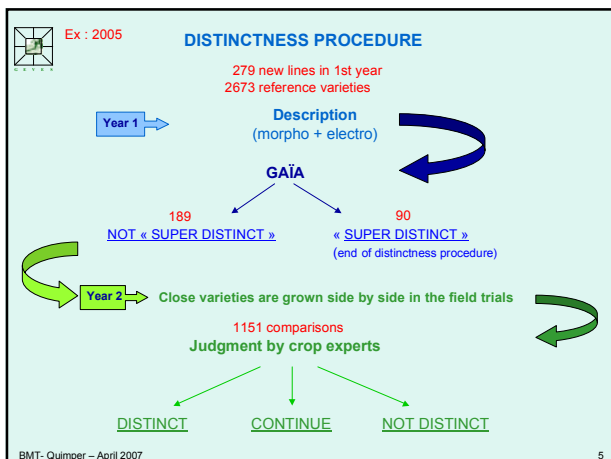 Ex : 2005
DISTINCTNESS PROCEDURE
G E V E S
279 new lines in 1st year
2673 reference varieties
Year 1
Description
(morpho + electro)
GAÏA
189
90
NOT « SUPER DISTINCT »
« SUPER DISTINCT »
(end of distinctness procedure)
Year 2
Close varieties are grown side by side in the field trials
1151 comparisons
Judgment by crop experts
DISTINCT
CONTINUE
NOT DISTINCT
BMT- Quimper – April 2007
5